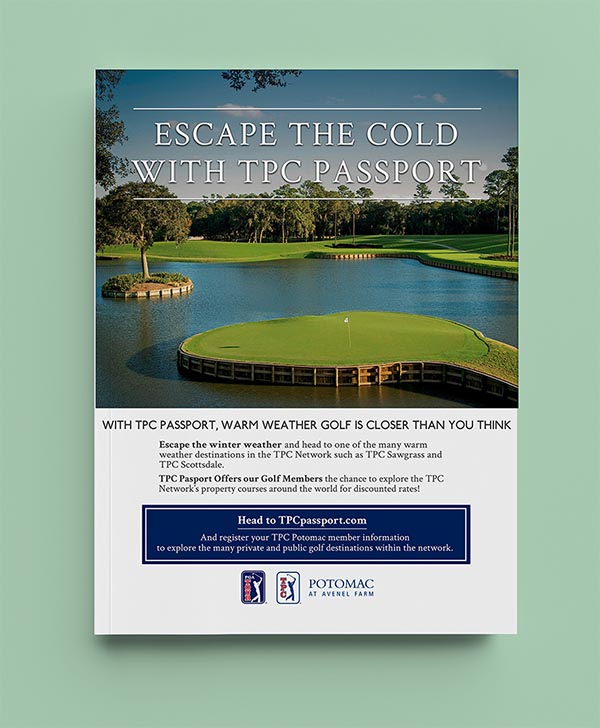 ESCAPE THE COLD
WITH TPC PASSPORT
WITH TPC PASSPORT, WARM WEATHER GOLF IS CLOSER THAN YOU THINK
Escape the winter weather and head to one of the many warm
weather destinations in the TPC Network such as TPC Sawgrass and
TPC Scottsdale.
TPC Pasport Offers our Golf Members the chance to explore the TPC
Network's property courses around the world for discounted rates!
Head to TPCpassport.com
And register your TPC Potomac member information
to explore the many private and public golf destinations within the network.
PGA TOUR
TPC
POTOMAC
AT AVENEL FARM